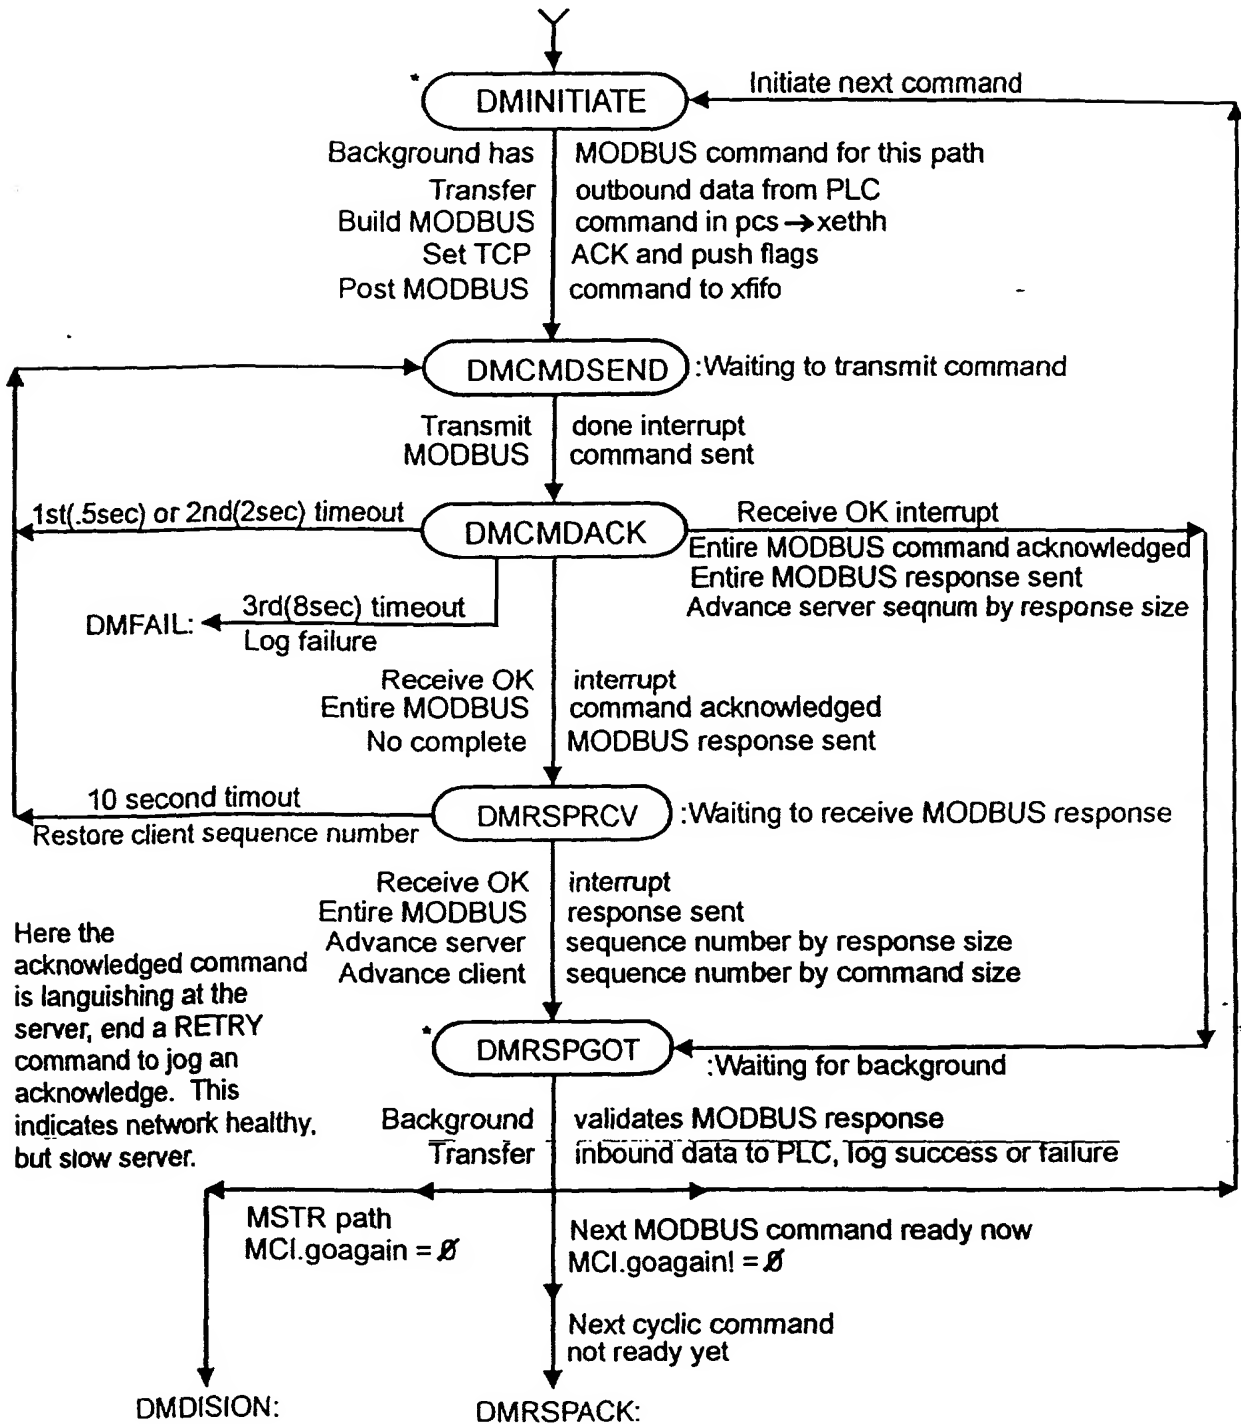 *
DMINITIATE
Initiate next command
Background has MODBUS command for this path
Transfer outbound data from PLC
Build MODBUS command in pcs→xethh
Set TCP ACK and push flags
Post MODBUS command to xfifo
DMCMDSEND :Waiting to transmit command
Transmit done interrupt
MODBUS command sent
1st(.5sec) or 2nd(2sec) timeout
DMCMDACK
Receive OK interrupt
Entire MODBUS command acknowledged
Entire MODBUS response sent
Advance server seqnum by response size
DMFAIL:
3rd(8sec) timeout
Log failure
Receive OK interrupt
Entire MODBUS command acknowledged
No complete MODBUS response sent
10 second timout
Restore client sequence number
DMRSPRCV :Waiting to receive MODBUS response
Receive OK interrupt
Entire MODBUS response sent
Advance server sequence number by response size
Advance client sequence number by command size
Here the
acknowledged command
is languishing at the
server, end a RETRY
command to jog an
acknowledge. This
indicates network healthy,
but slow server.
*
DMRSPGOT
:Waiting for background
Background validates MODBUS response
Transfer inbound data to PLC, log success or failure
MSTR path
MCI.goagain = Ø
Next MODBUS command ready now
MCI.goagain! = Ø
Next cyclic command
not ready yet
DMDISION:
DMRSPACK: